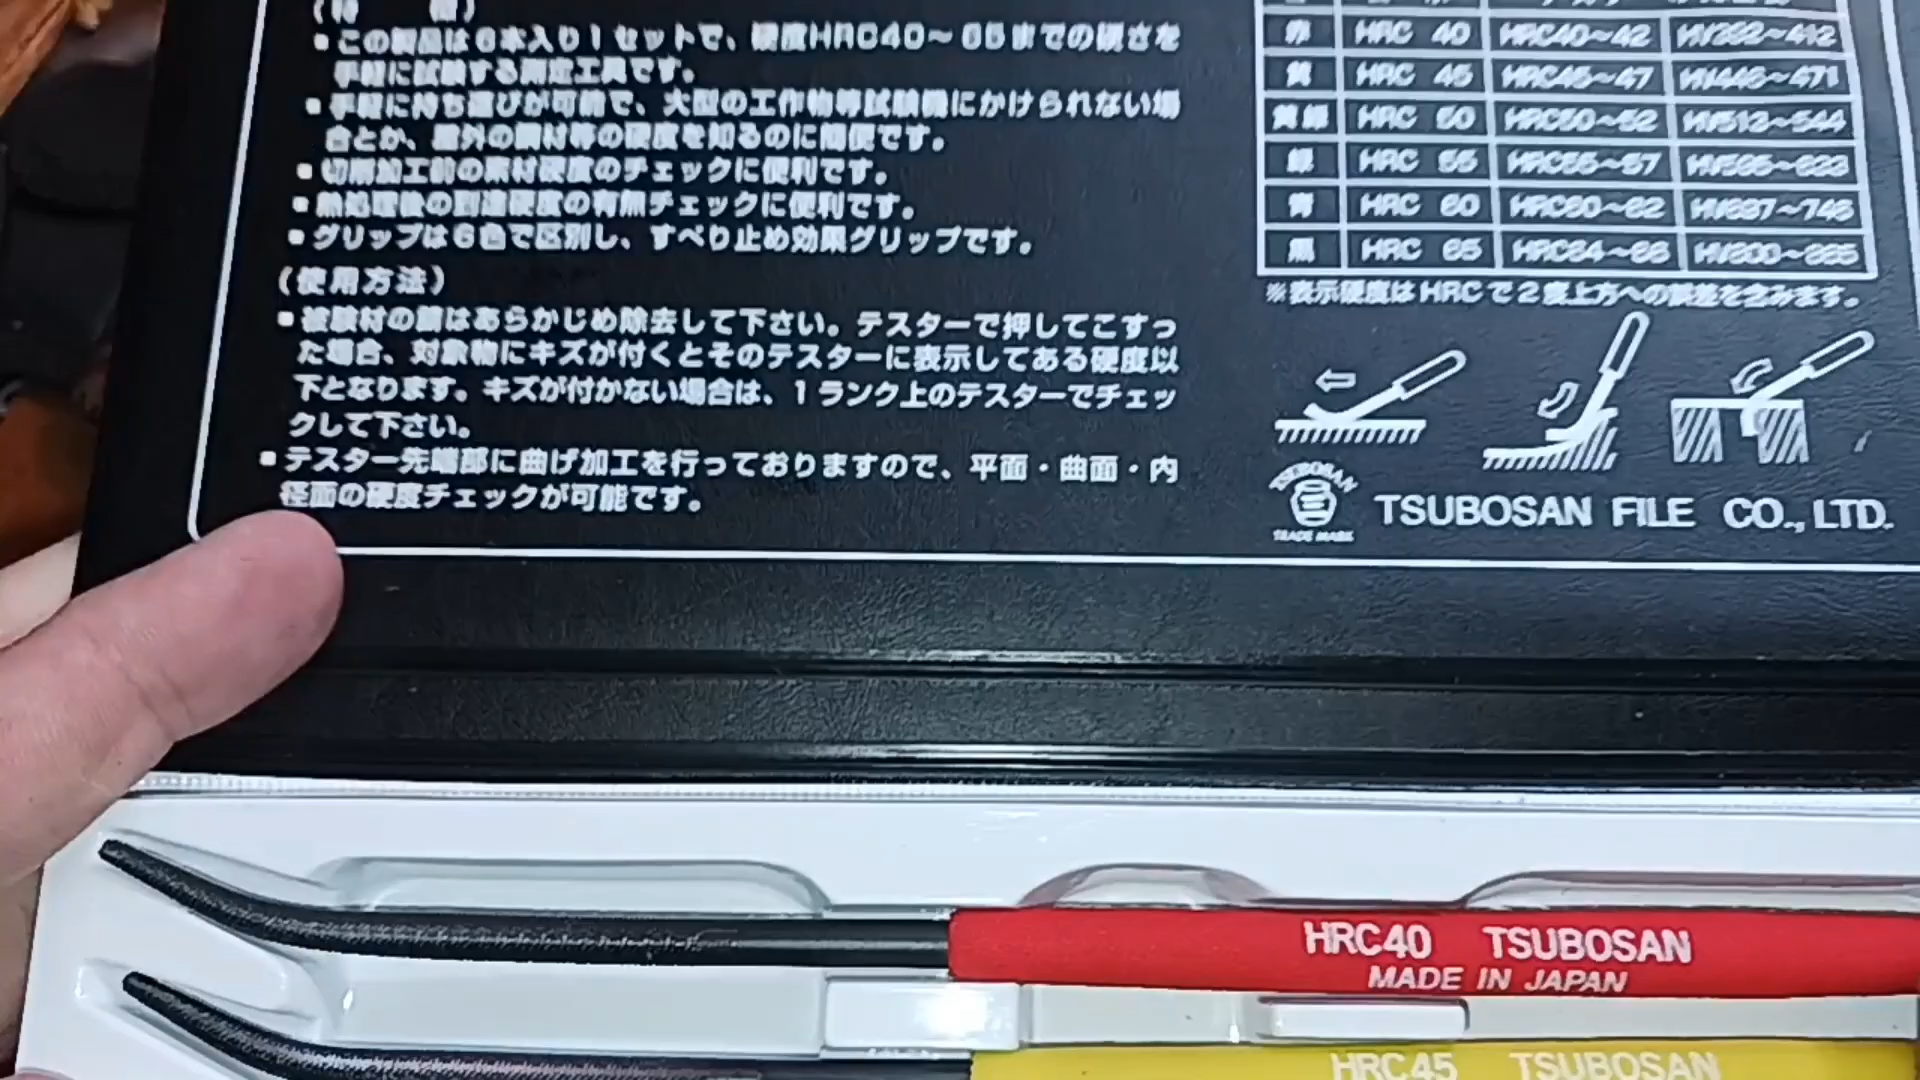 (特　　徴)
▪この製品は6本入り1セットで、硬度HRC40～65までの硬さを
手軽に試験する測定工具です。
▪手軽に持ち運びが可能で、大型の工作物等試験機にかけられない場
合とか、屋外の鋼材等の硬度を知るのに簡便です。
▪切削加工前の素材硬度のチェックに便利です。
▪熱処理後の到達硬度の有無チェックに便利です。
▪グリップは6色で区別し、すべり止め効果グリップです。
(使用方法)
▪被験材の錆はあらかじめ除去して下さい。テスターで押してこすっ
た場合、対象物にキズが付くとそのテスターに表示してある硬度以
下となります。キズが付かない場合は、1ランク上のテスターでチェッ
クして下さい。
▪テスター先端部に曲げ加工を行っておりますので、平面・曲面・内
径面の硬度チェックが可能です。
赤 HRC 40 HRC40～42 HV392～412
黄 HRC 45 HRC45～47 HV446～471
黄緑 HRC 50 HRC50～52 HV513～544
緑 HRC 55 HRC55～57 HV595～633
青 HRC 60 HRC60～62 HV697～746
黒 HRC 65 HRC64～66 HV800～865
※表示硬度はHRCで2度上方への誤差を含みます。
TSUBOSAN
TRADE MARK
TSUBOSAN FILE CO., LTD.
HRC40 TSUBOSAN
MADE IN JAPAN
HRC45 TSUBOSAN